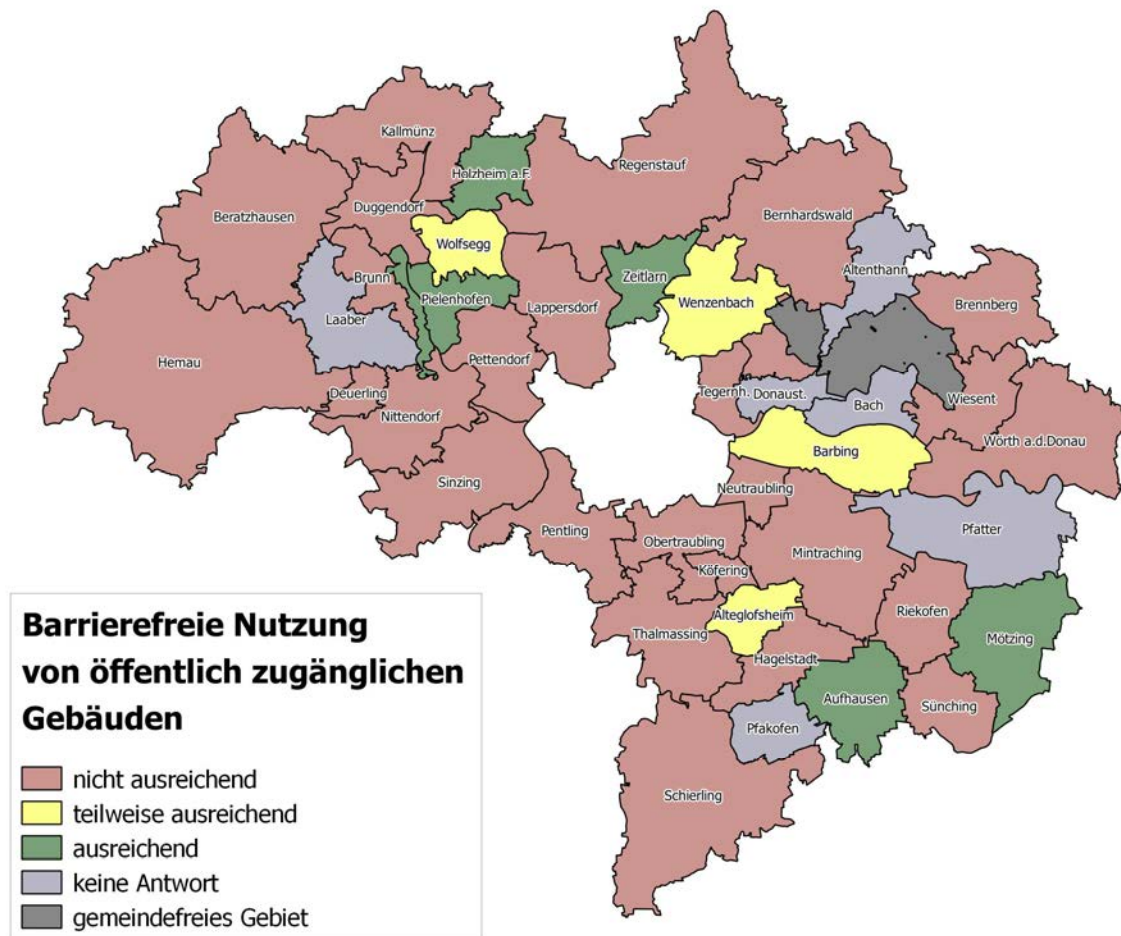 Kallmünz
Holzheim a.F.
Regenstauf
Beratzhausen
Duggendorf
Bernhardswald
Wolfsegg
Altenthann
Brunn
Zeitlarn
Pielenhofen
Wenzenbach
Lappersdorf
Brennberg
Laaber
Hemau
Pettendorf
Deuerling
Tegernh.
Donaust.
Bach
Wiesent
Nittendorf
Wörth a.d.Donau
Barbing
Sinzing
Neutraubling
Pentling
Pfatter
Obertraubling
Mintraching
Köfering
Alteglofsheim
Riekofen
Mötzing
Thalmassing
Hagelstadt
Aufhausen
Sünching
Pfakofen
Schierling
Barrierefreie Nutzung
von öffentlich zugänglichen
Gebäuden
nicht ausreichend
teilweise ausreichend
ausreichend
keine Antwort
gemeindefreies Gebiet